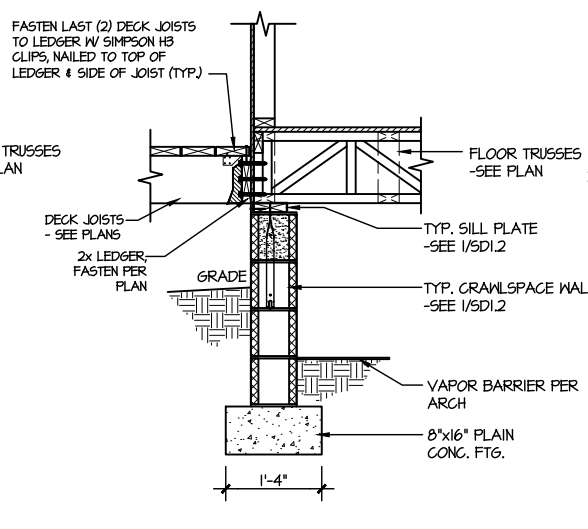 FASTEN LAST (2) DECK JOISTS
TO LEDGER W/ SIMPSON H3
CLIPS, NAILED TO TOP OF
LEDGER & SIDE OF JOIST (TYP.)
TRUSSES
LAN
FLOOR TRUSSES
-SEE PLAN
DECK JOISTS
- SEE PLANS
2x LEDGER,
FASTEN PER
PLAN
TYP. SILL PLATE
-SEE 1/SD1.2
GRADE
TYP. CRAWLSPACE WAL
-SEE 1/SD1.2
VAPOR BARRIER PER
ARCH
8"x16" PLAIN
CONC. FTG.
1'-4"